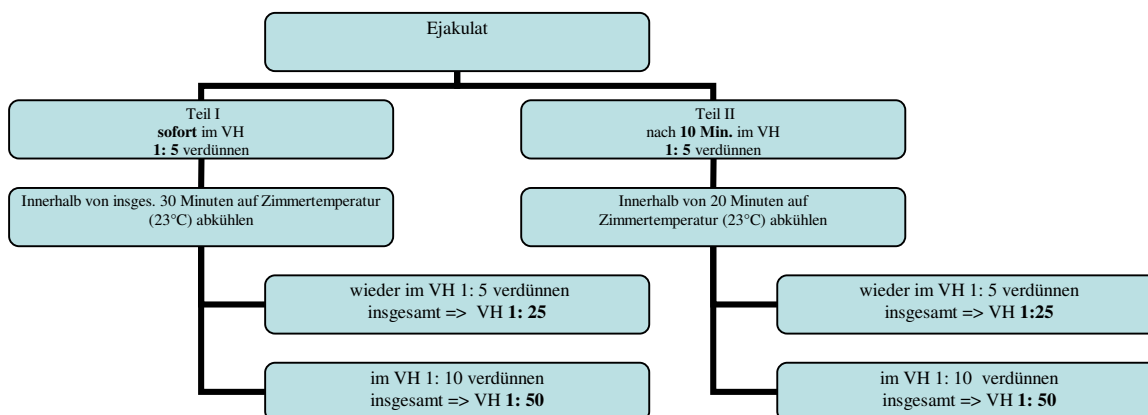 Ejakulat
Teil I
sofort im VH
1: 5 verdünnen
Innerhalb von insges. 30 Minuten auf Zimmertemperatur
(23°C) abkühlen
wieder im VH 1: 5 verdünnen
insgesamt => VH 1: 25
im VH 1: 10 verdünnen
insgesamt => VH 1: 50
Teil II
nach 10 Min. im VH
1: 5 verdünnen
Innerhalb von 20 Minuten auf
Zimmertemperatur (23°C) abkühlen
wieder im VH 1: 5 verdünnen
insgesamt => VH 1:25
im VH 1: 10 verdünnen
insgesamt => VH 1: 50